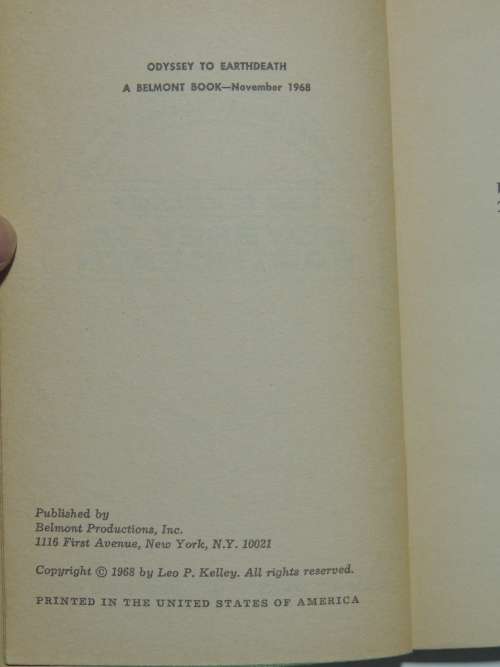 ODYSSEY TO EARTHDEATH
A BELMONT BOOK—November 1968
Published by
Belmont Productions, Inc.
1116 First Avenue, New York, N.Y. 10021
Copyright © 1968 by Leo P. Kelley. All rights reserved.
PRINTED IN THE UNITED STATES OF AMERICA